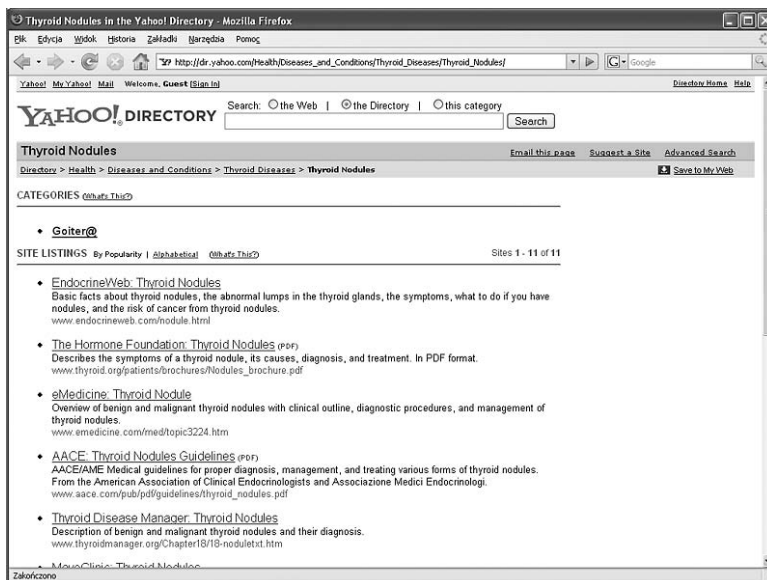 Thyroid Nodules in the Yahoo! Directory - Mozilla Firefox
Plik Edycja Widok Historia Zakładki Narzędzia Pomoc
http://dir.yahoo.com/Health/Diseases_and_Conditions/Thyroid_Diseases/Thyroid_Nodules/
Google
Yahoo! My Yahoo! Mail Welcome, Guest [Sign In] Directory Home Help
YAHOO! DIRECTORY
Search: the Web | the Directory | this category
Search
Thyroid Nodules Email this page Suggest a Site Advanced Search
Directory > Health > Diseases and Conditions > Thyroid Diseases > Thyroid Nodules Save to My Web
CATEGORIES (What's This?)
Goiter@
SITE LISTINGS By Popularity | Alphabetical (What's This?) Sites 1 - 11 of 11
EndocrineWeb: Thyroid Nodules
Basic facts about thyroid nodules, the abnormal lumps in the thyroid glands, the symptoms, what to do if you have
nodules, and the risk of cancer from thyroid nodules.
www.endocrineweb.com/nodule.html
The Hormone Foundation: Thyroid Nodules (PDF)
Describes the symptoms of a thyroid nodule, its causes, diagnosis, and treatment. In PDF format.
www.thyroid.org/patients/brochures/Nodules_brochure.pdf
eMedicine: Thyroid Nodule
Overview of benign and malignant thyroid nodules with clinical outline, diagnostic procedures, and management of
thyroid nodules.
www.emedicine.com/med/topic3224.htm
AACE: Thyroid Nodules Guidelines (PDF)
AACE/AME Medical guidelines for proper diagnosis, management, and treating various forms of thyroid nodules.
From the American Association of Clinical Endocrinologists and Associazione Medici Endocrinologi.
www.aace.com/pub/pdf/guidelines/thyroid_nodules.pdf
Thyroid Disease Manager: Thyroid Nodules
Description of benign and malignant thyroid nodules and their diagnosis.
www.thyroidmanager.org/Chapter18/18-noduletxt.htm
MayoClinic: Thyroid Nodules
Zakończono